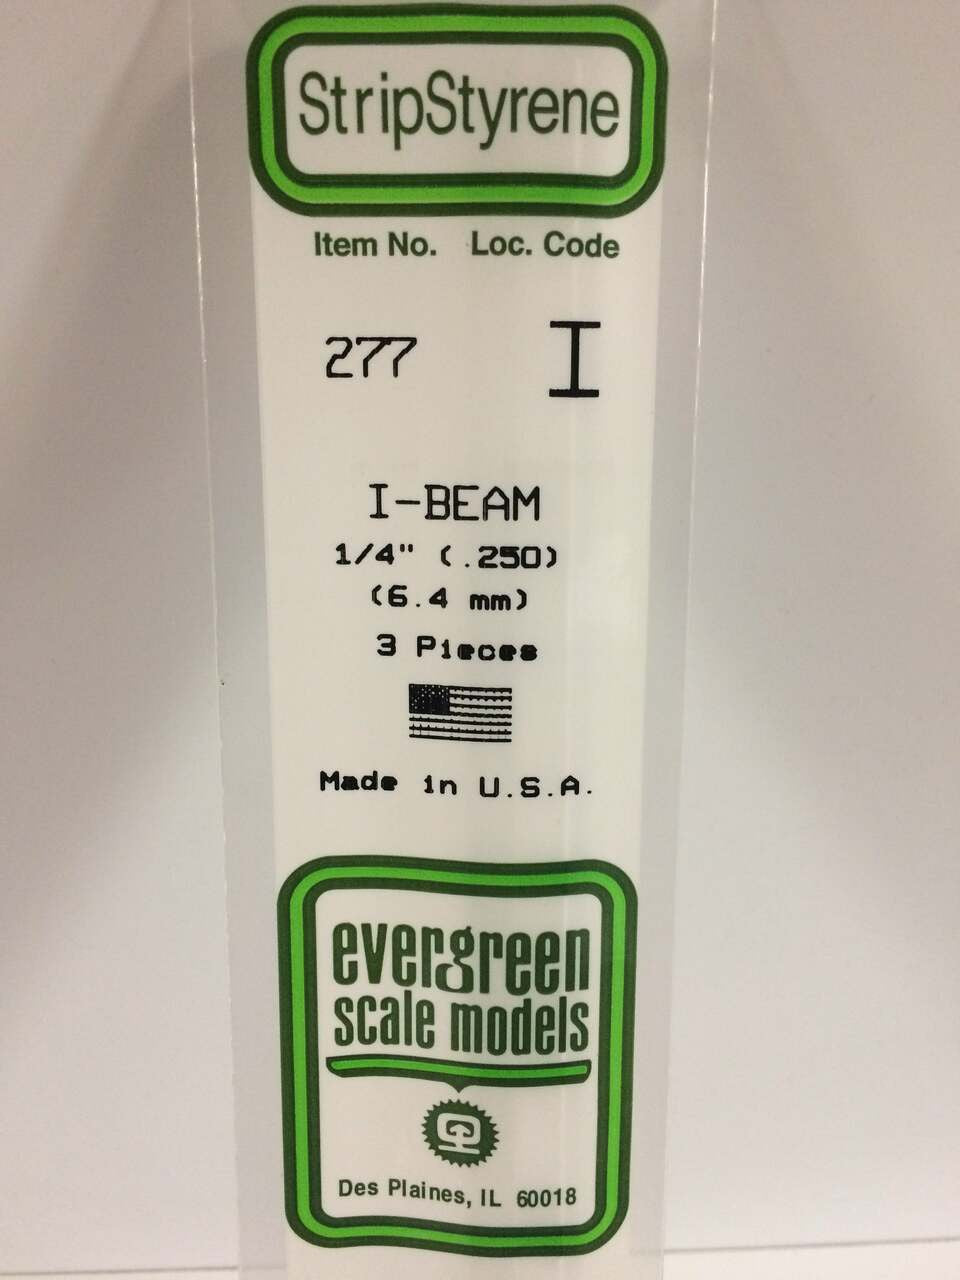 StripStyrene
Item No. Loc. Code
277 I
I-BEAM
1/4" (.250)
(6.4 mm)
3 Pieces
Made in U.S.A.
evergreen
scale models
Des Plaines, IL 60018